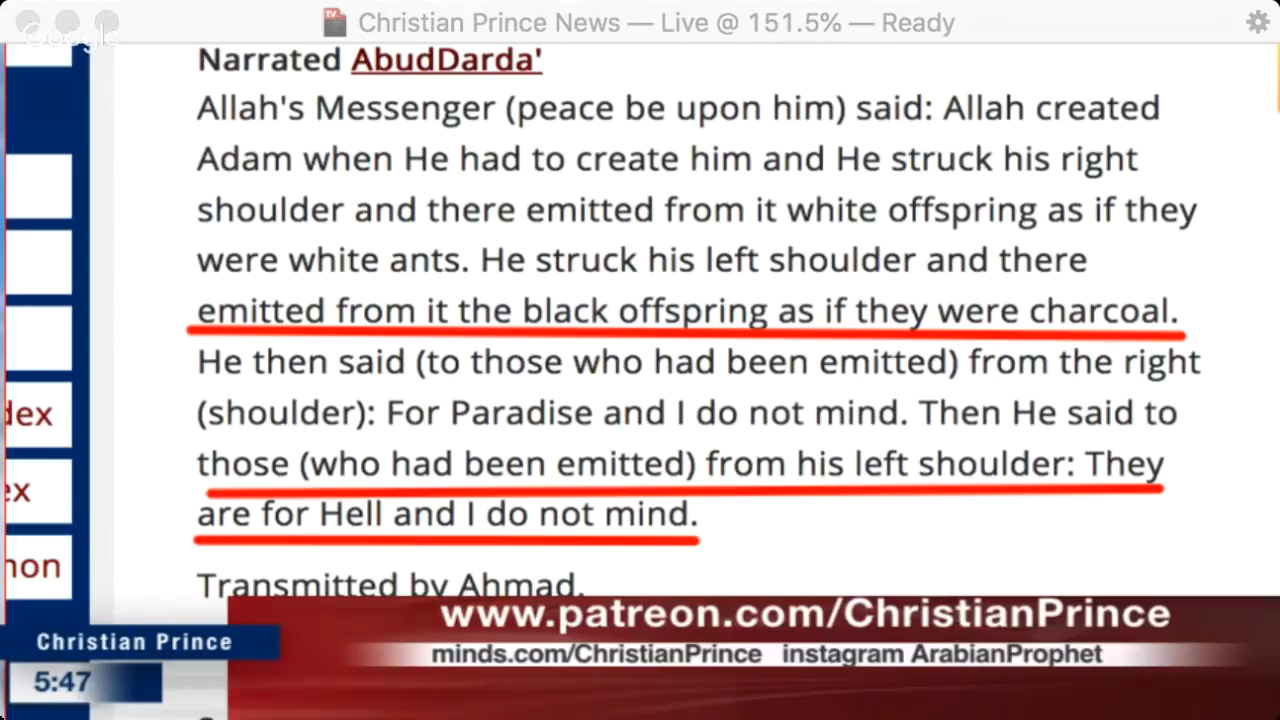 Christian Prince News — Live @ 151.5% — Ready
Google
Narrated AbudDarda'
Allah's Messenger (peace be upon him) said: Allah created
Adam when He had to create him and He struck his right
shoulder and there emitted from it white offspring as if they
were white ants. He struck his left shoulder and there
emitted from it the black offspring as if they were charcoal.
He then said (to those who had been emitted) from the right
(shoulder): For Paradise and I do not mind. Then He said to
those (who had been emitted) from his left shoulder: They
are for Hell and I do not mind.
Transmitted by Ahmad.
dex
ex
non
www.patreon.com/ChristianPrince
Christian Prince
minds.com/ChristianPrince instagram ArabianProphet
5:47